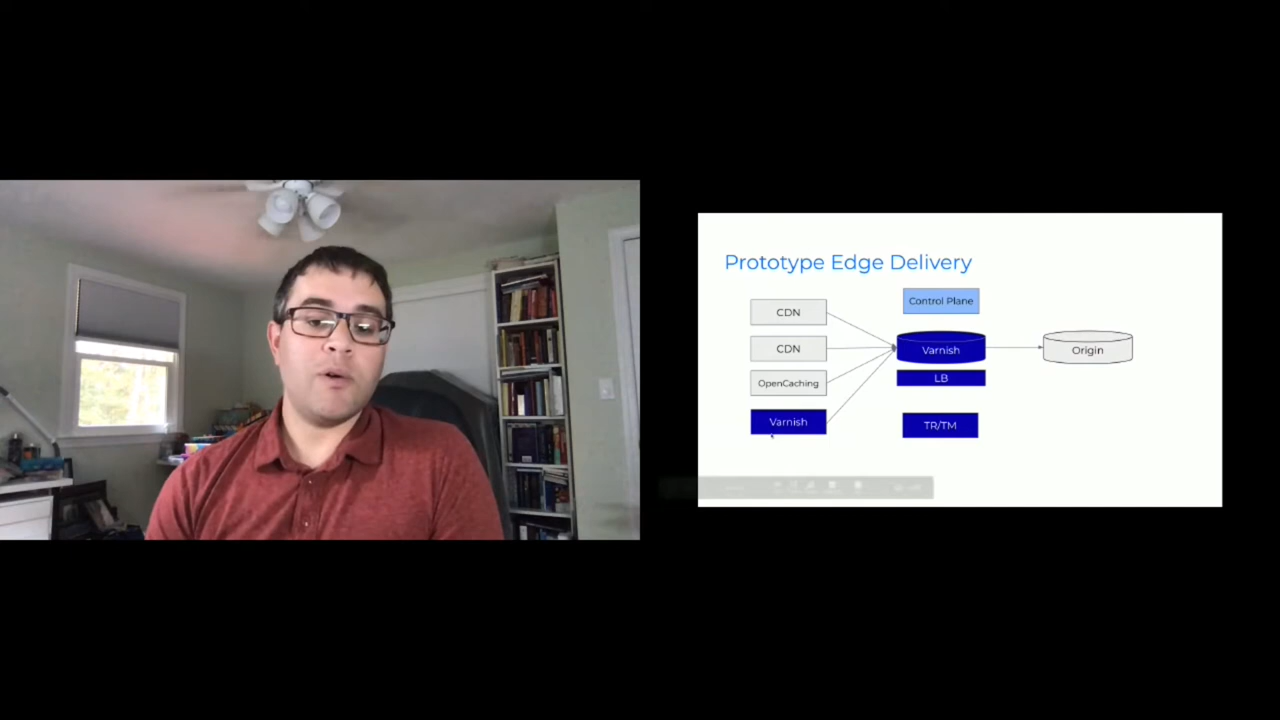 Prototype Edge Delivery
Control Plane
CDN
CDN
Varnish
Origin
OpenCaching
LB
Varnish
TR/TM